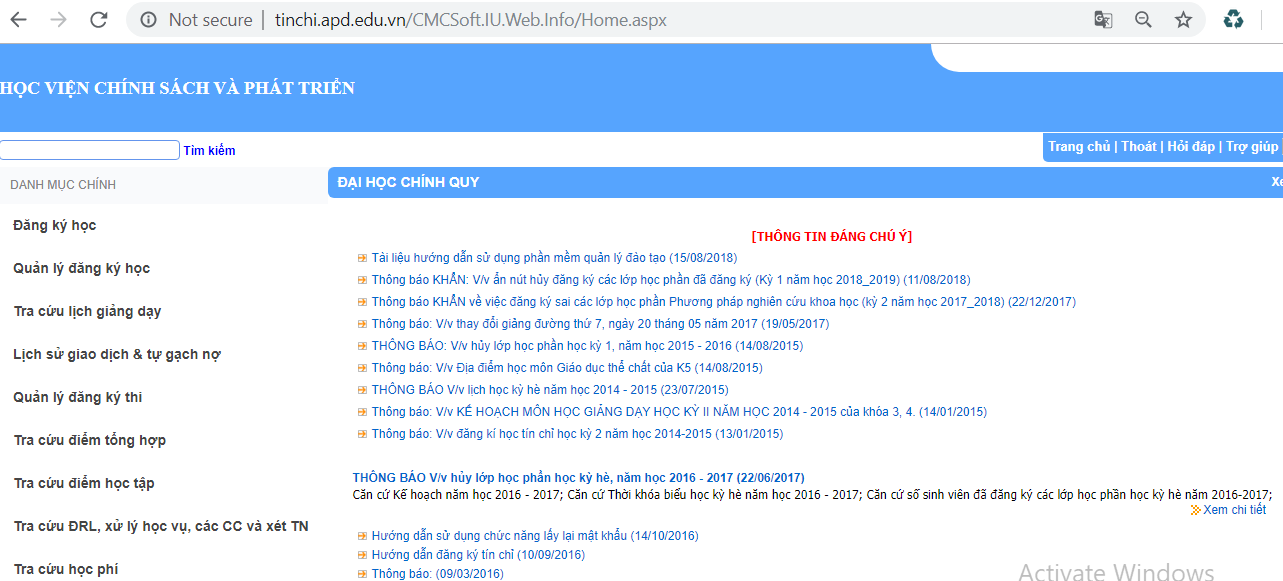 Not secure | tinchi.apd.edu.vn/CMCSoft.IU.Web.Info/Home.aspx
HỌC VIỆN CHÍNH SÁCH VÀ PHÁT TRIỂN
Tìm kiếm
Trang chủ | Thoát | Hỏi đáp | Trợ giúp
DANH MỤC CHÍNH
Đăng ký học
Quản lý đăng ký học
Tra cứu lịch giảng dạy
Lịch sử giao dịch & tự gạch nợ
Quản lý đăng ký thi
Tra cứu điểm tổng hợp
Tra cứu điểm học tập
Tra cứu ĐRL, xử lý học vụ, các CC và xét TN
Tra cứu học phí
ĐẠI HỌC CHÍNH QUY
[THÔNG TIN ĐÁNG CHÚ Ý]
Tài liệu hướng dẫn sử dụng phần mềm quản lý đào tạo (15/08/2018)
Thông báo KHẨN: V/v ẩn nút hủy đăng ký các lớp học phần đã đăng ký (Kỳ 1 năm học 2018_2019) (11/08/2018)
Thông báo KHẨN về việc đăng ký sai các lớp học phần Phương pháp nghiên cứu khoa học (kỳ 2 năm học 2017_2018) (22/12/2017)
Thông báo: V/v thay đổi giảng đường thứ 7, ngày 20 tháng 05 năm 2017 (19/05/2017)
THÔNG BÁO: V/v hủy lớp học phần học kỳ 1, năm học 2015 - 2016 (14/08/2015)
Thông báo: V/v Địa điểm học môn Giáo dục thể chất của K5 (14/08/2015)
THÔNG BÁO V/v lịch học kỳ hè năm học 2014 - 2015 (23/07/2015)
Thông báo: V/v KẾ HOẠCH MÔN HỌC GIẢNG DẠY HỌC KỲ II NĂM HỌC 2014 - 2015 của khóa 3, 4. (14/01/2015)
Thông báo: V/v đăng kí học tín chỉ học kỳ 2 năm học 2014-2015 (13/01/2015)
THÔNG BÁO V/v hủy lớp học phần học kỳ hè, năm học 2016 - 2017 (22/06/2017)
Căn cứ Kế hoạch năm học 2016 - 2017; Căn cứ Thời khóa biểu học kỳ hè năm học 2016 - 2017; Căn cứ số sinh viên đã đăng ký các lớp học phần học kỳ hè năm 2016-2017;
Xem chi tiết
Hướng dẫn sử dụng chức năng lấy lại mật khẩu (14/10/2016)
Hướng dẫn đăng ký tín chỉ (10/09/2016)
Thông báo: (09/03/2016)
Activate Windows